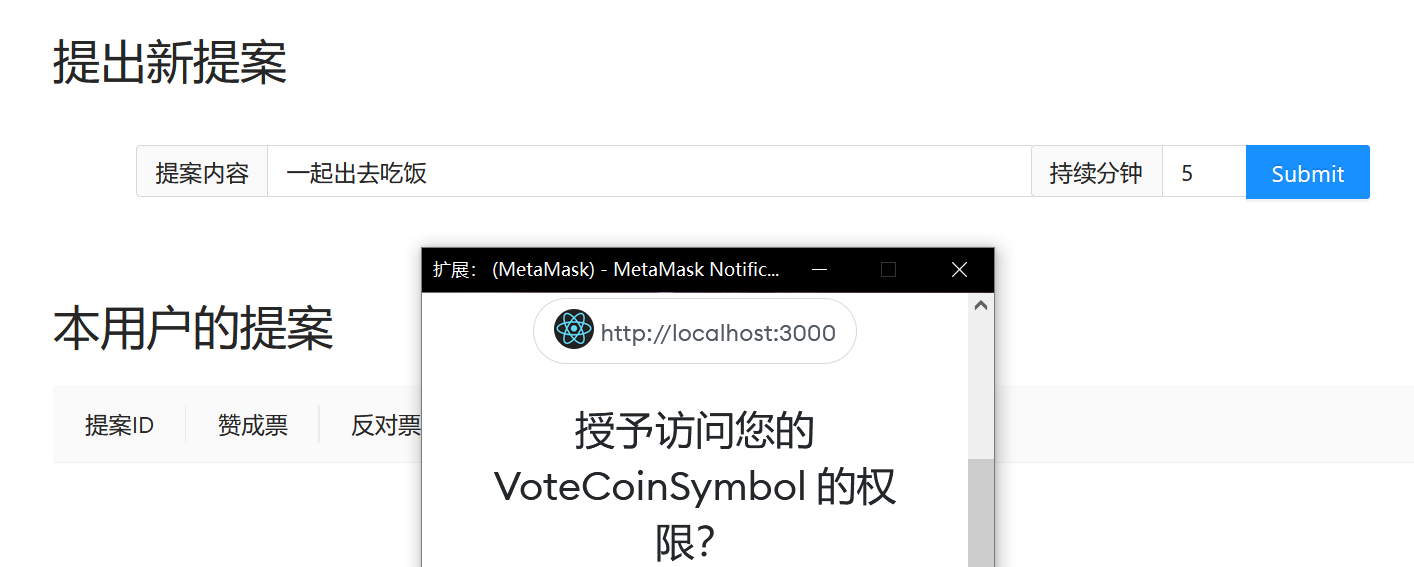 提出新提案
提案内容 一起出去吃饭 持续分钟 5 Submit
扩展： (MetaMask) - MetaMask Notific...
http://localhost:3000
本用户的提案
提案ID 赞成票 反对票
授予访问您的
VoteCoinSymbol 的权
限？